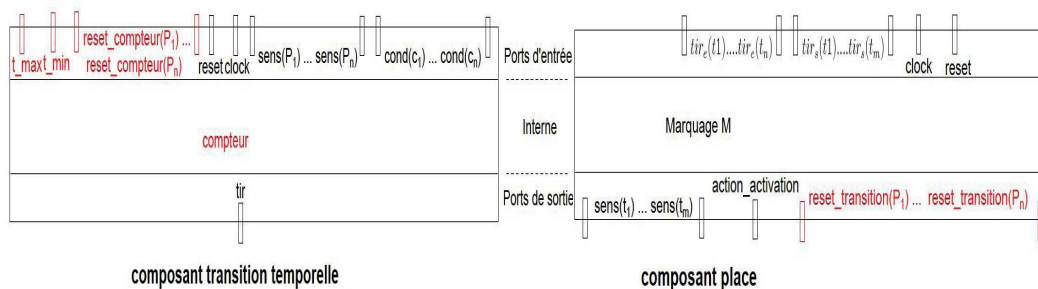 reset_compteur(P₁) ...
t_max t_min reset_compteur(Pₙ) reset clock sens(P₁) ... sens(Pₙ) cond(c₁) ... cond(cₙ)
compteur
tir
composant transition temporelle
Ports d'entrée
Interne
Ports de sortie
tirₑ(t1)....tirₑ(tₙ) tirₛ(t1)....tirₛ(tₘ) clock reset
Marquage M
action_activation
sens(t₁) ... sens(tₘ) reset_transition(P₁) ... reset_transition(Pₙ)
composant place